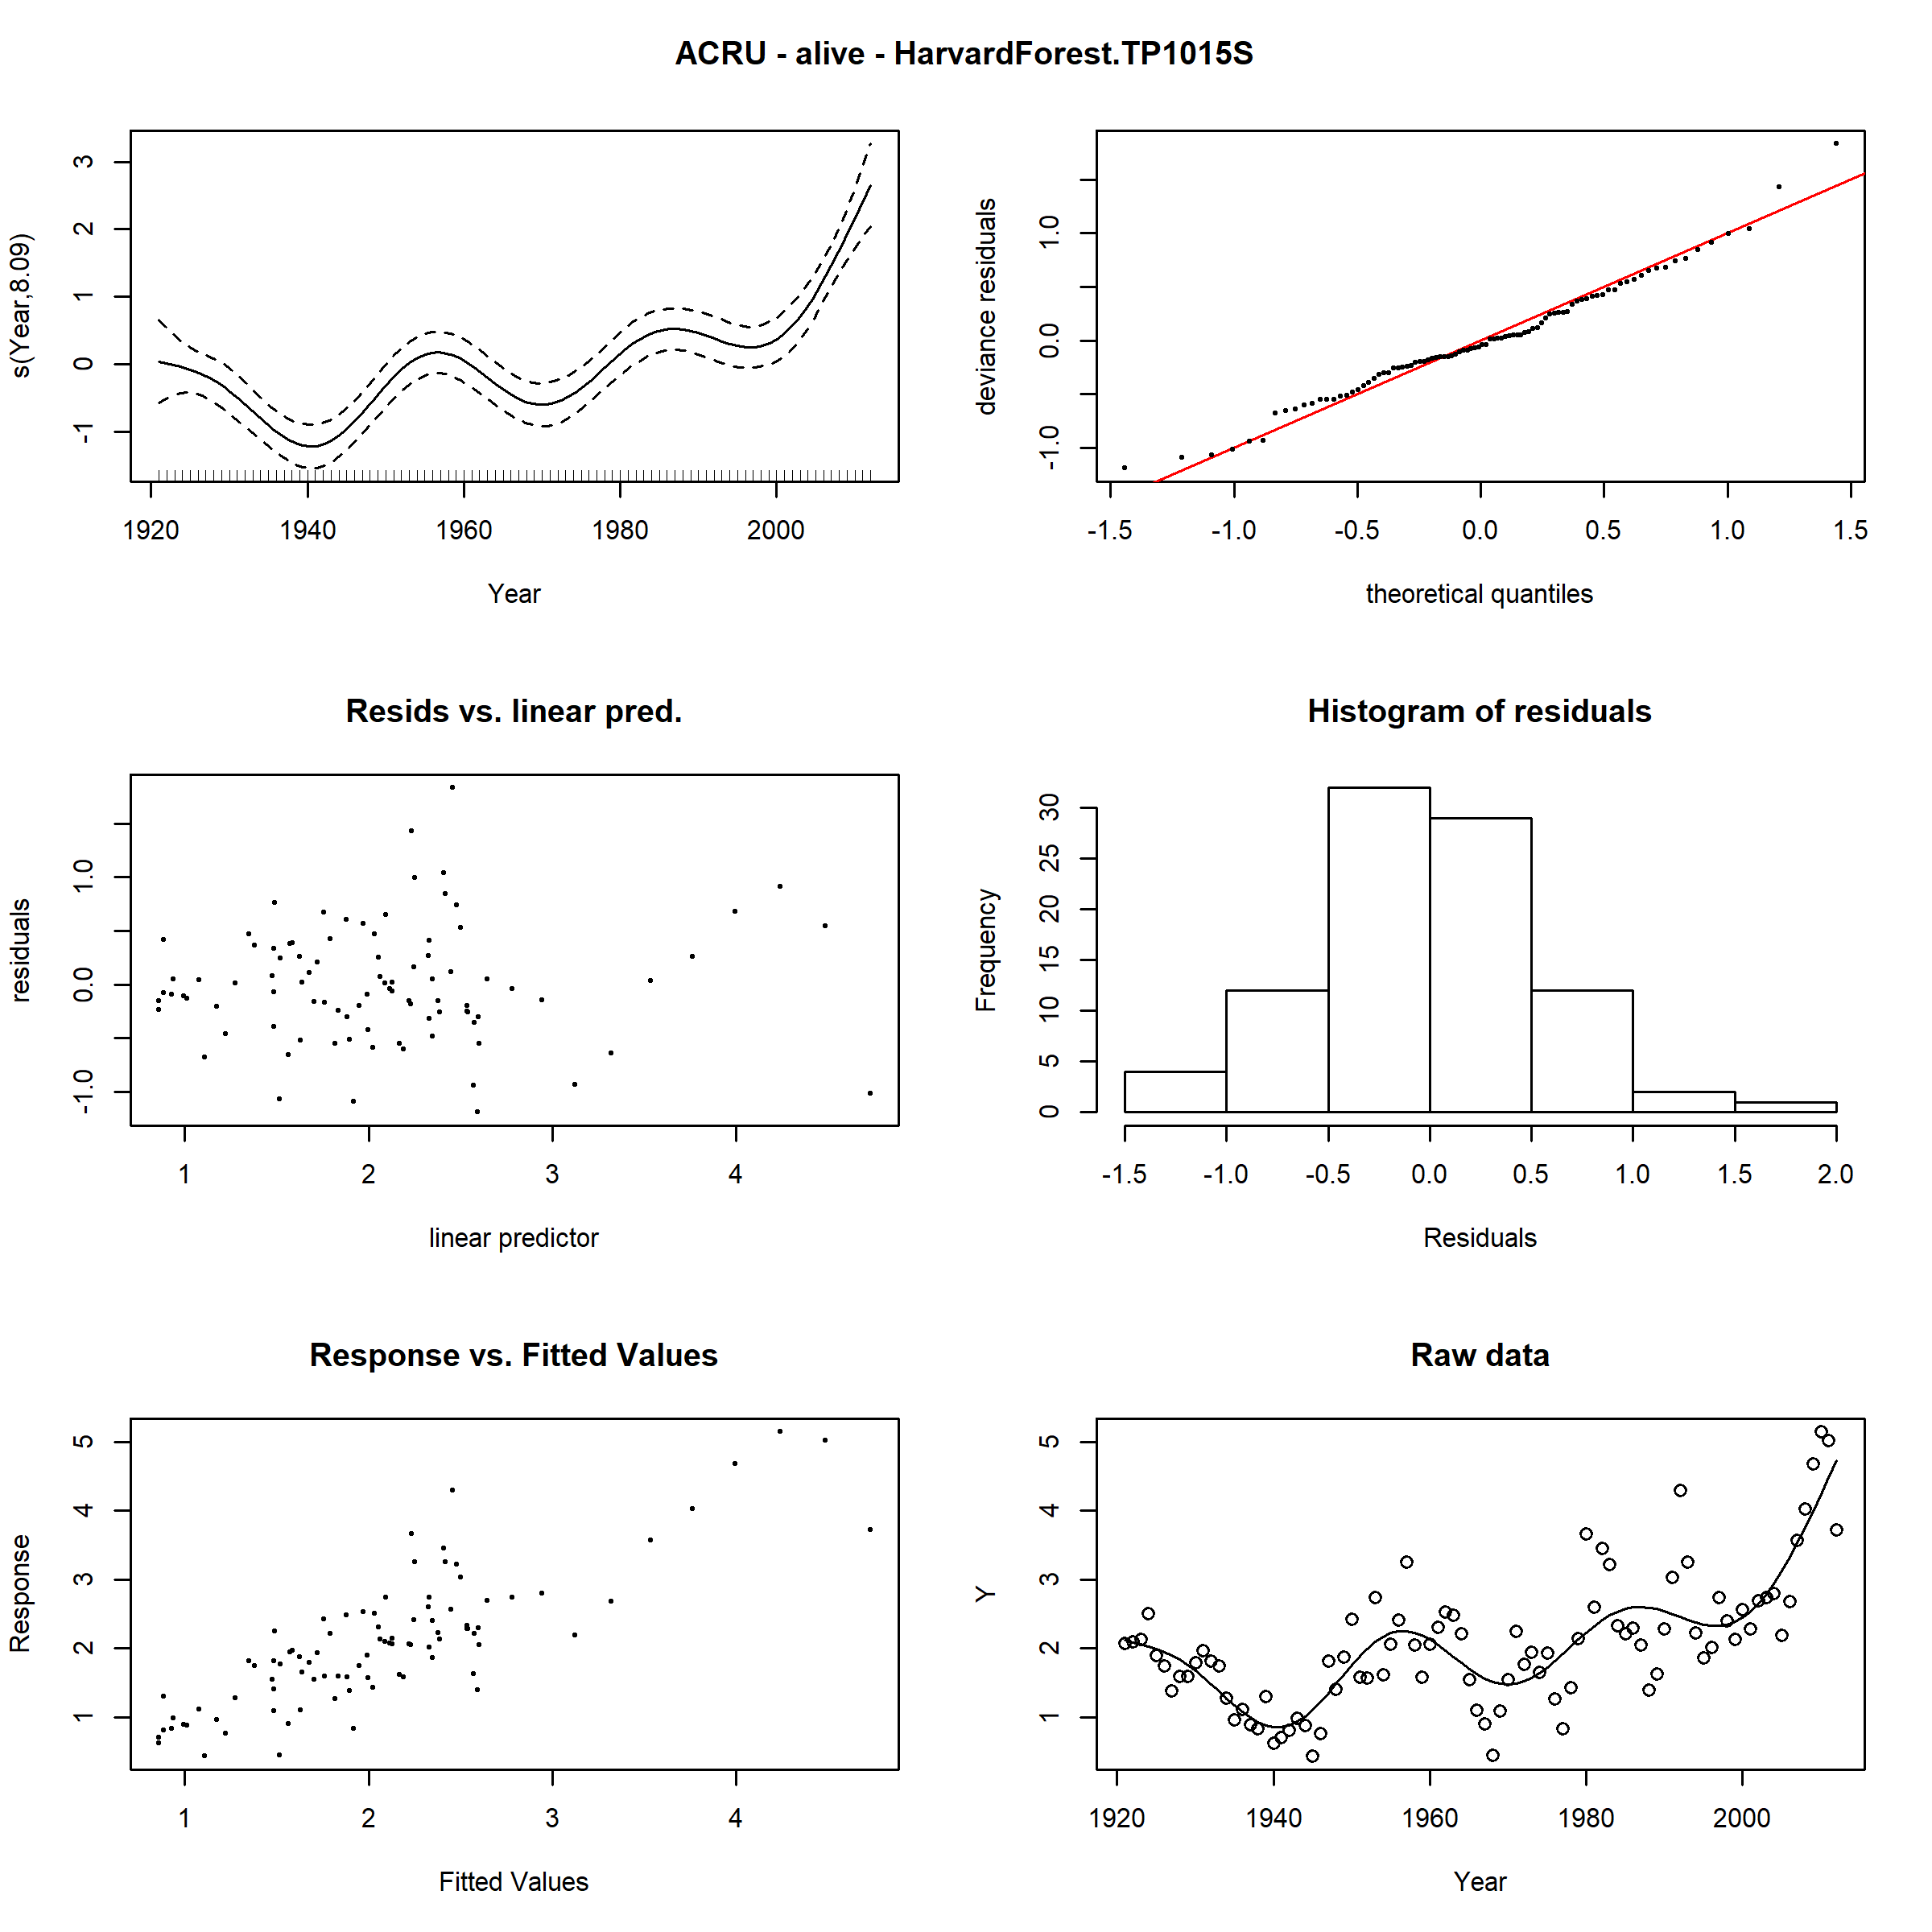 ACRU - alive - HarvardForest.TP1015S
s(Year,8.09)
3
2
1
0
-1
1920 1940 1960 1980 2000
Year
deviance residuals
1.0
0.0
-1.0
-1.5 -1.0 -0.5 0.0 0.5 1.0 1.5
theoretical quantiles
Resids vs. linear pred.
residuals
1.0
0.0
-1.0
1 2 3 4
linear predictor
Histogram of residuals
Frequency
30
25
20
15
10
5
0
-1.5 -1.0 -0.5 0.0 0.5 1.0 1.5 2.0
Residuals
Response vs. Fitted Values
Response
5
4
3
2
1
1 2 3 4
Fitted Values
Raw data
Y
5
4
3
2
1
1920 1940 1960 1980 2000
Year